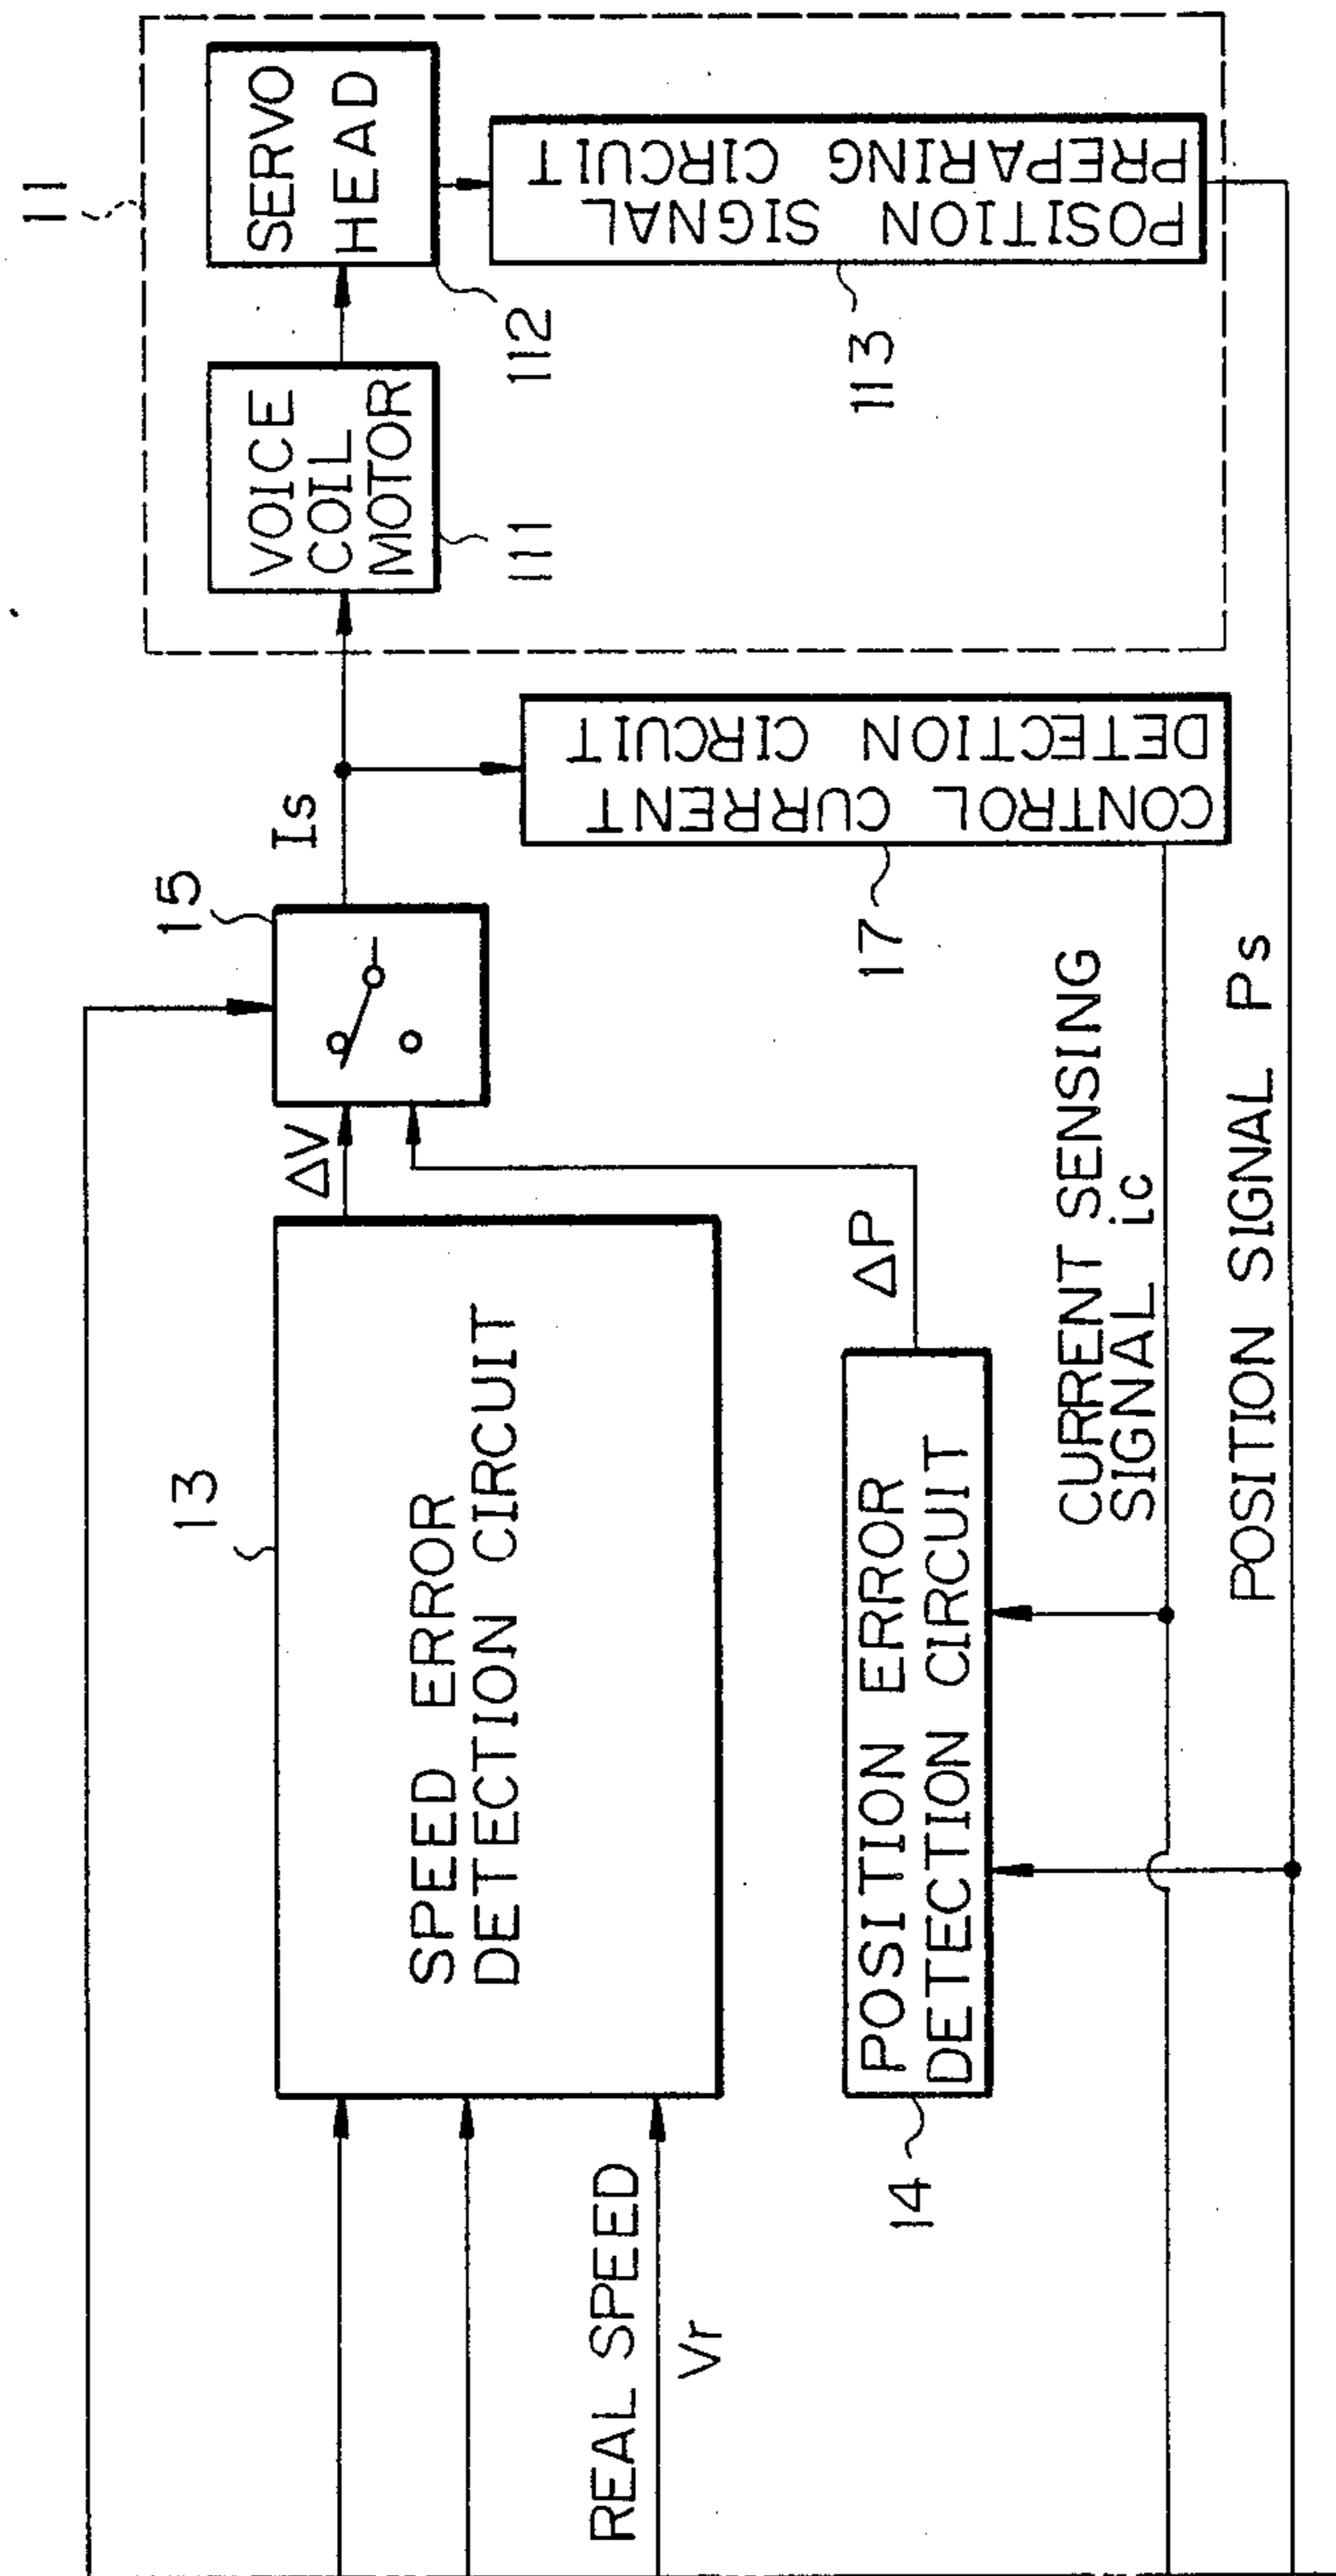 11
SERVO
HEAD
VOICE
COIL
MOTOR
112
111
POSITION SIGNAL
PREPARING CIRCUIT
113
Is
15
CONTROL CURRENT
DETECTION CIRCUIT
17
ΔV
13
SPEED ERROR
DETECTION CIRCUIT
ΔP
POSITION ERROR
DETECTION CIRCUIT
14
REAL SPEED
Vr
CURRENT SENSING
SIGNAL ic
POSITION SIGNAL Ps